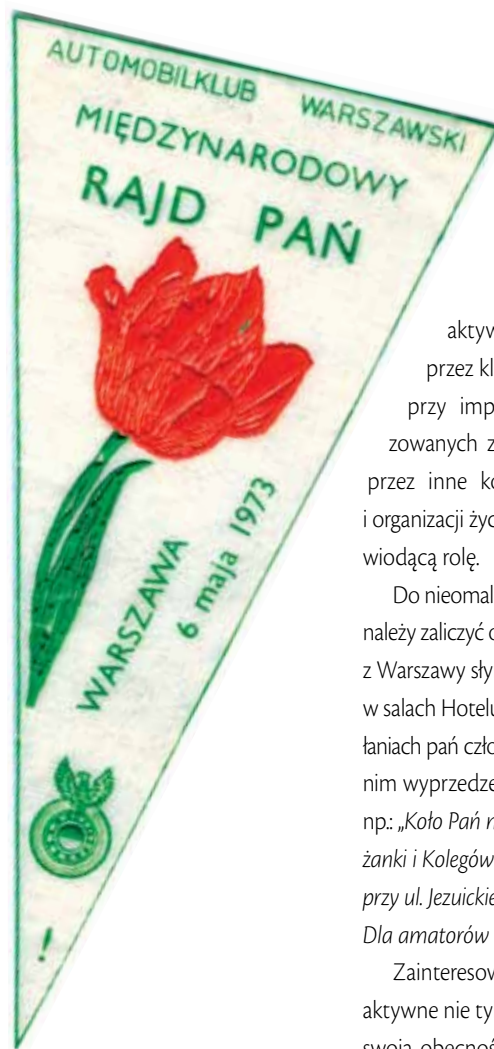 AUTOMOBILKLUB WARSZAWSKI
MIĘDZYNARODOWY
RAJD PAŃ
WARSZAWA
6 maja 1973
!
aktyw
przez kl
przy imp
zowanych z
przez inne ko
i organizacji życ
wiodącą rolę.
Do nieomal
należy zaliczyć
z Warszawy sły
w salach Hotelu
łaniach pań czło
nim wyprzedze
np.: „Koło Pań n
żanki i Kolegów
przy ul. Jezuickie
Dla amatorów
Zainteresow
aktywne nie ty
swoją obecnoś